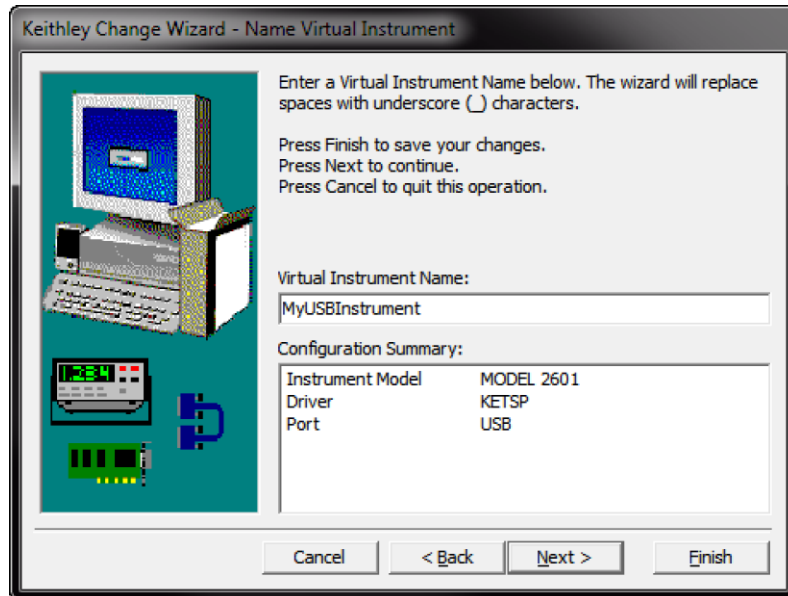 Keithley Change Wizard - Name Virtual Instrument
Enter a Virtual Instrument Name below. The wizard will replace
spaces with underscore (_) characters.
Press Finish to save your changes.
Press Next to continue.
Press Cancel to quit this operation.
Virtual Instrument Name:
MyUSBInstrument
Configuration Summary:
Instrument Model MODEL 2601
Driver KETSP
Port USB
1.234
Cancel < Back Next > Finish